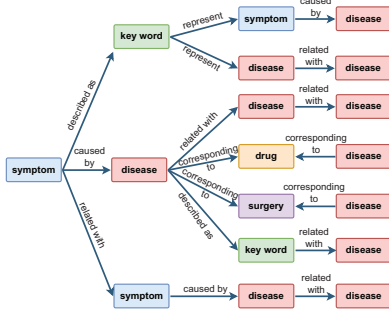 caused by
key word
represent
symptom
disease
represent
disease
related with
disease
described as
related with
disease
related with
disease
symptom
caused by
disease
corresponding to
drug
corresponding to
disease
corresponding to
surgery
corresponding to
disease
described as
key word
related with
disease
related with
symptom
caused by
disease
related with
disease